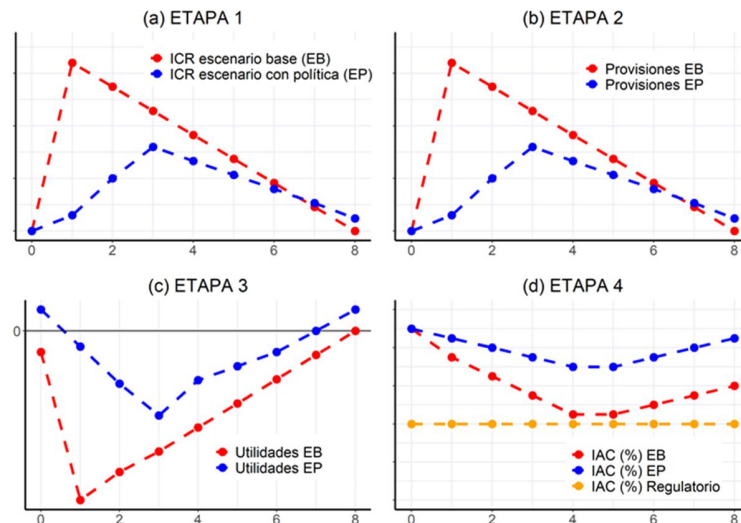 (a) ETAPA 1
ICR escenario base (EB)
ICR escenario con política (EP)
0 2 4 6 8
(b) ETAPA 2
Provisiones EB
Provisiones EP
0 2 4 6 8
(c) ETAPA 3
0
Utilidades EB
Utilidades EP
0 2 4 6 8
(d) ETAPA 4
IAC (%) EB
IAC (%) EP
IAC (%) Regulatorio
0 2 4 6 8